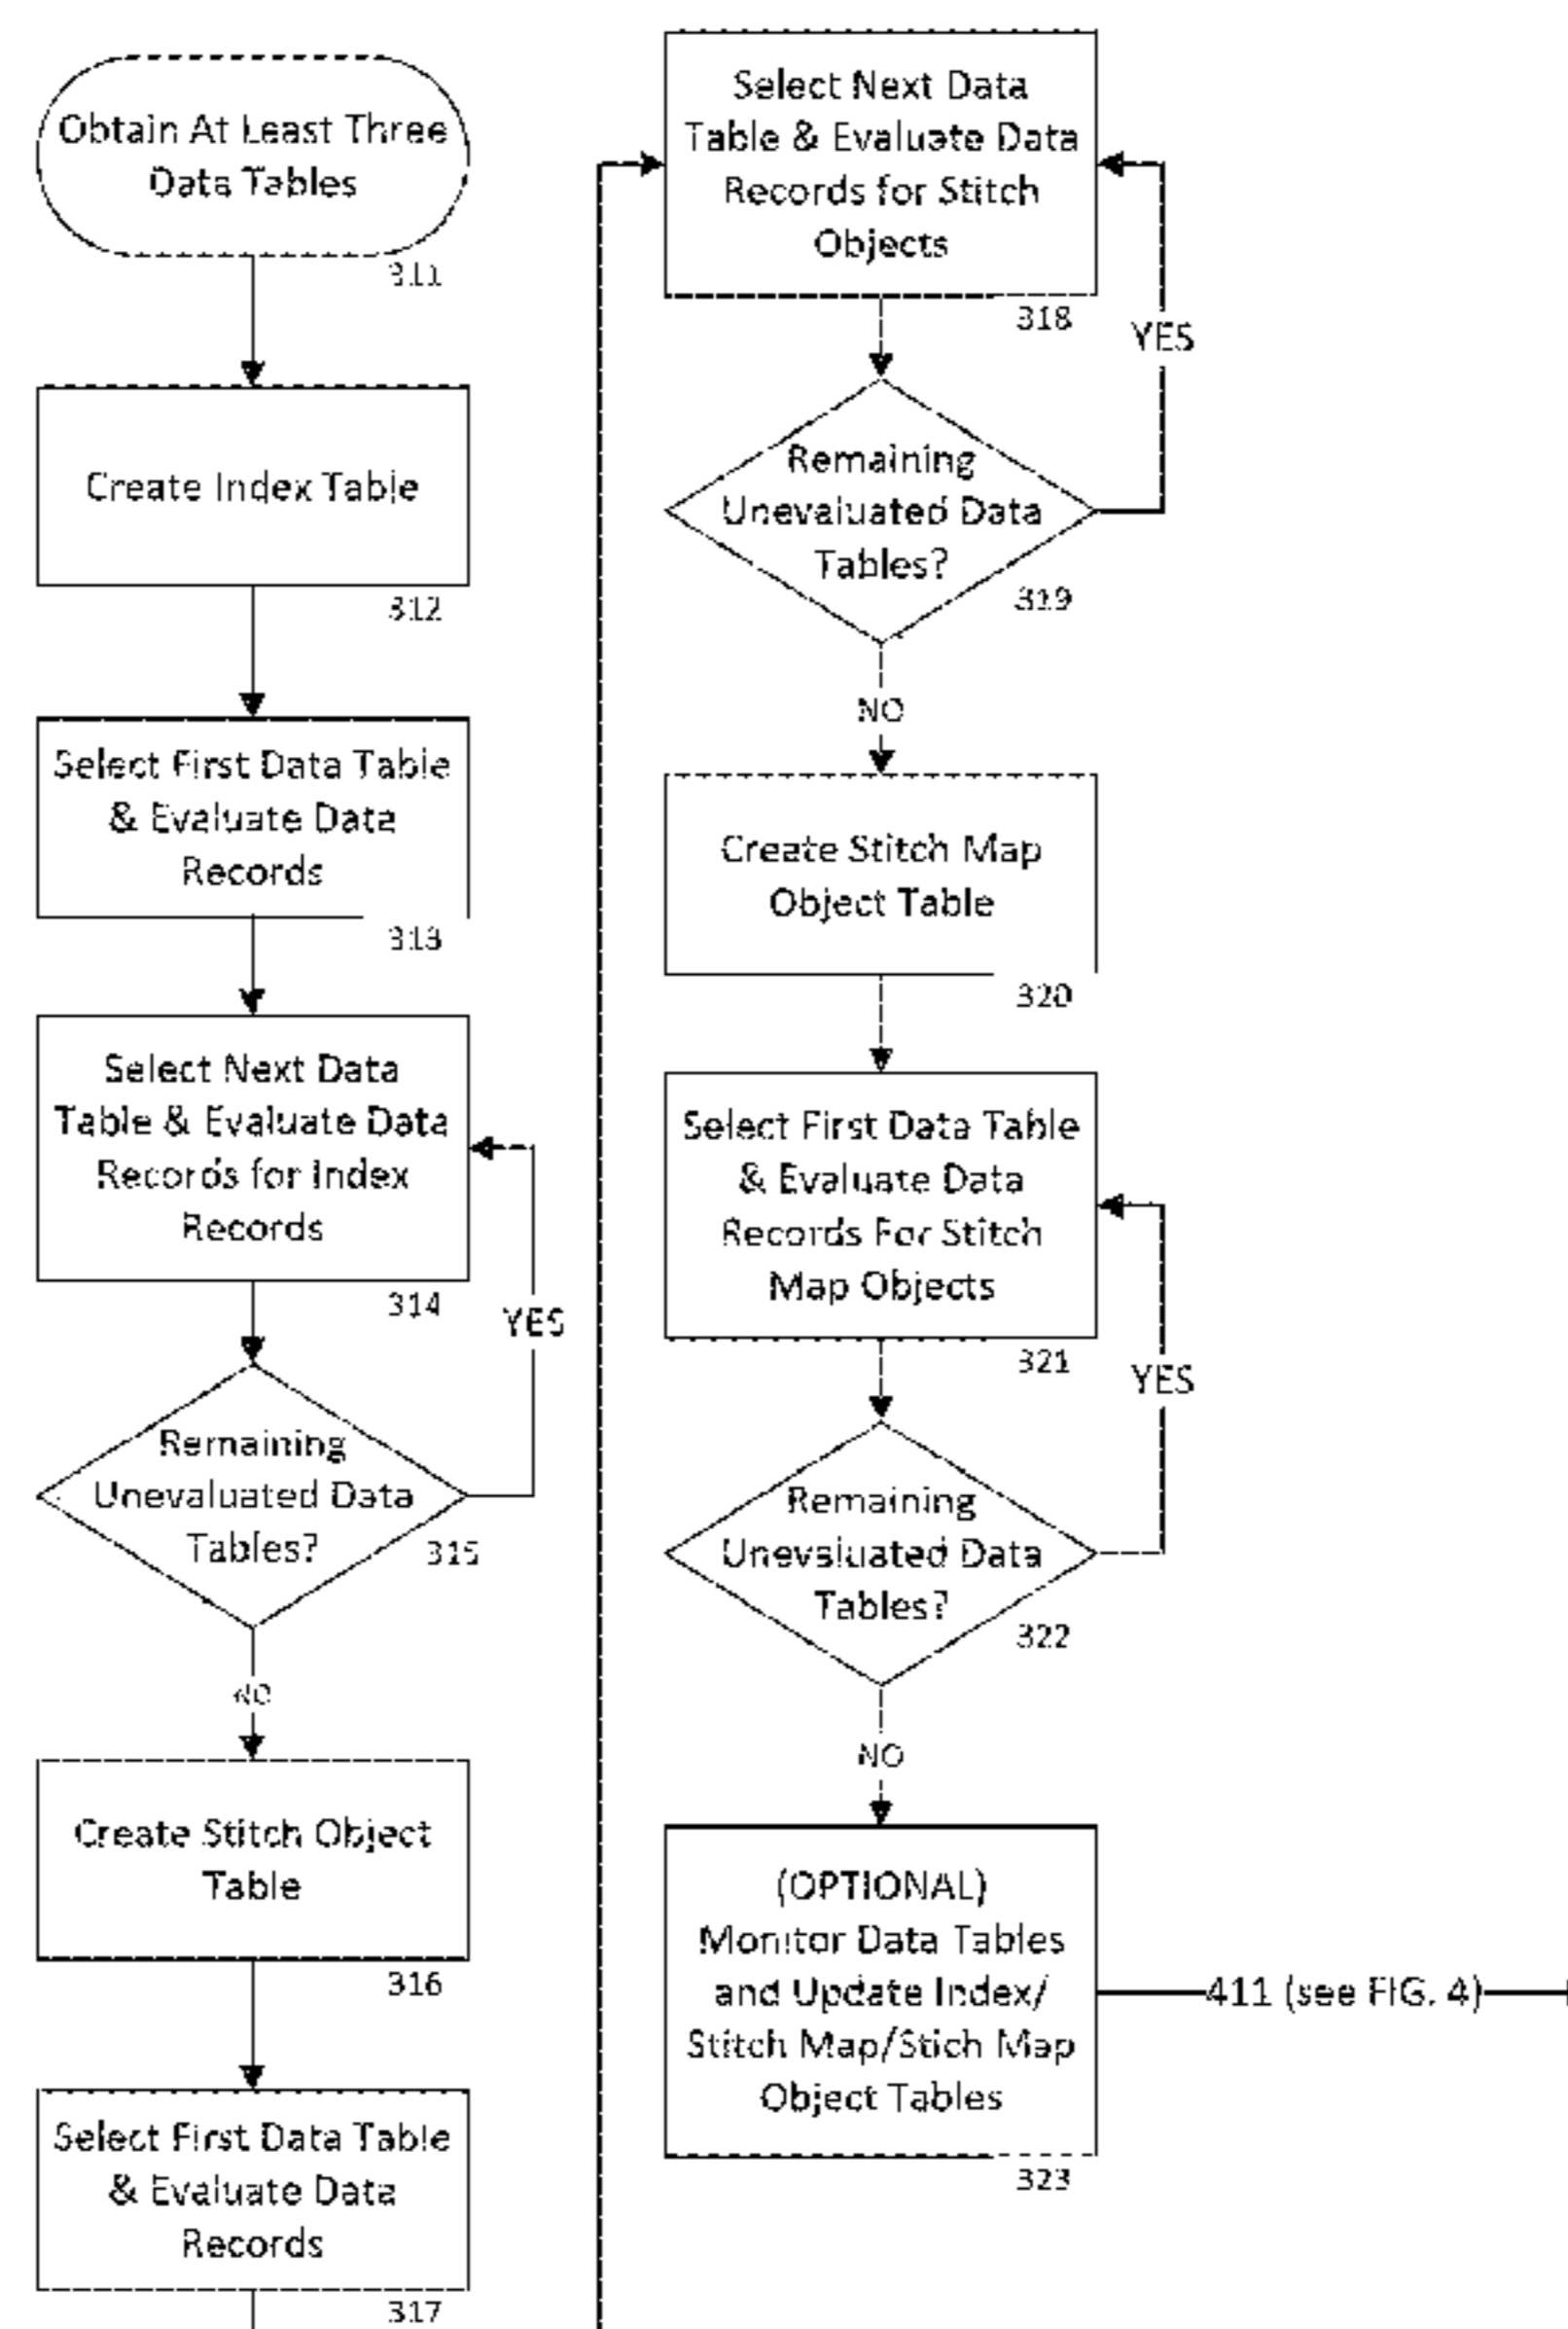 Obtain At Least Three
Data Tables
311
Create Index Table
312
Select First Data Table
& Evaluate Data
Records
313
Select Next Data
Table & Evaluate Data
Records for Index
Records
314
YES
Remaining
Unevaluated Data
Tables?
315
NO
Create Stitch Object
Table
316
Select First Data Table
& Evaluate Data
Records
317
Select Next Data
Table & Evaluate Data
Records for Stitch
Objects
318
YES
Remaining
Unevaluated Data
Tables?
319
NO
Create Stitch Map
Object Table
320
Select First Data Table
& Evaluate Data
Records For Stitch
Map Objects
321
YES
Remaining
Unevaluated Data
Tables?
322
NO
(OPTIONAL)
Monitor Data Tables
and Update Index/
Stitch Map/Stich Map
Object Tables
323
411 (see FIG. 4)